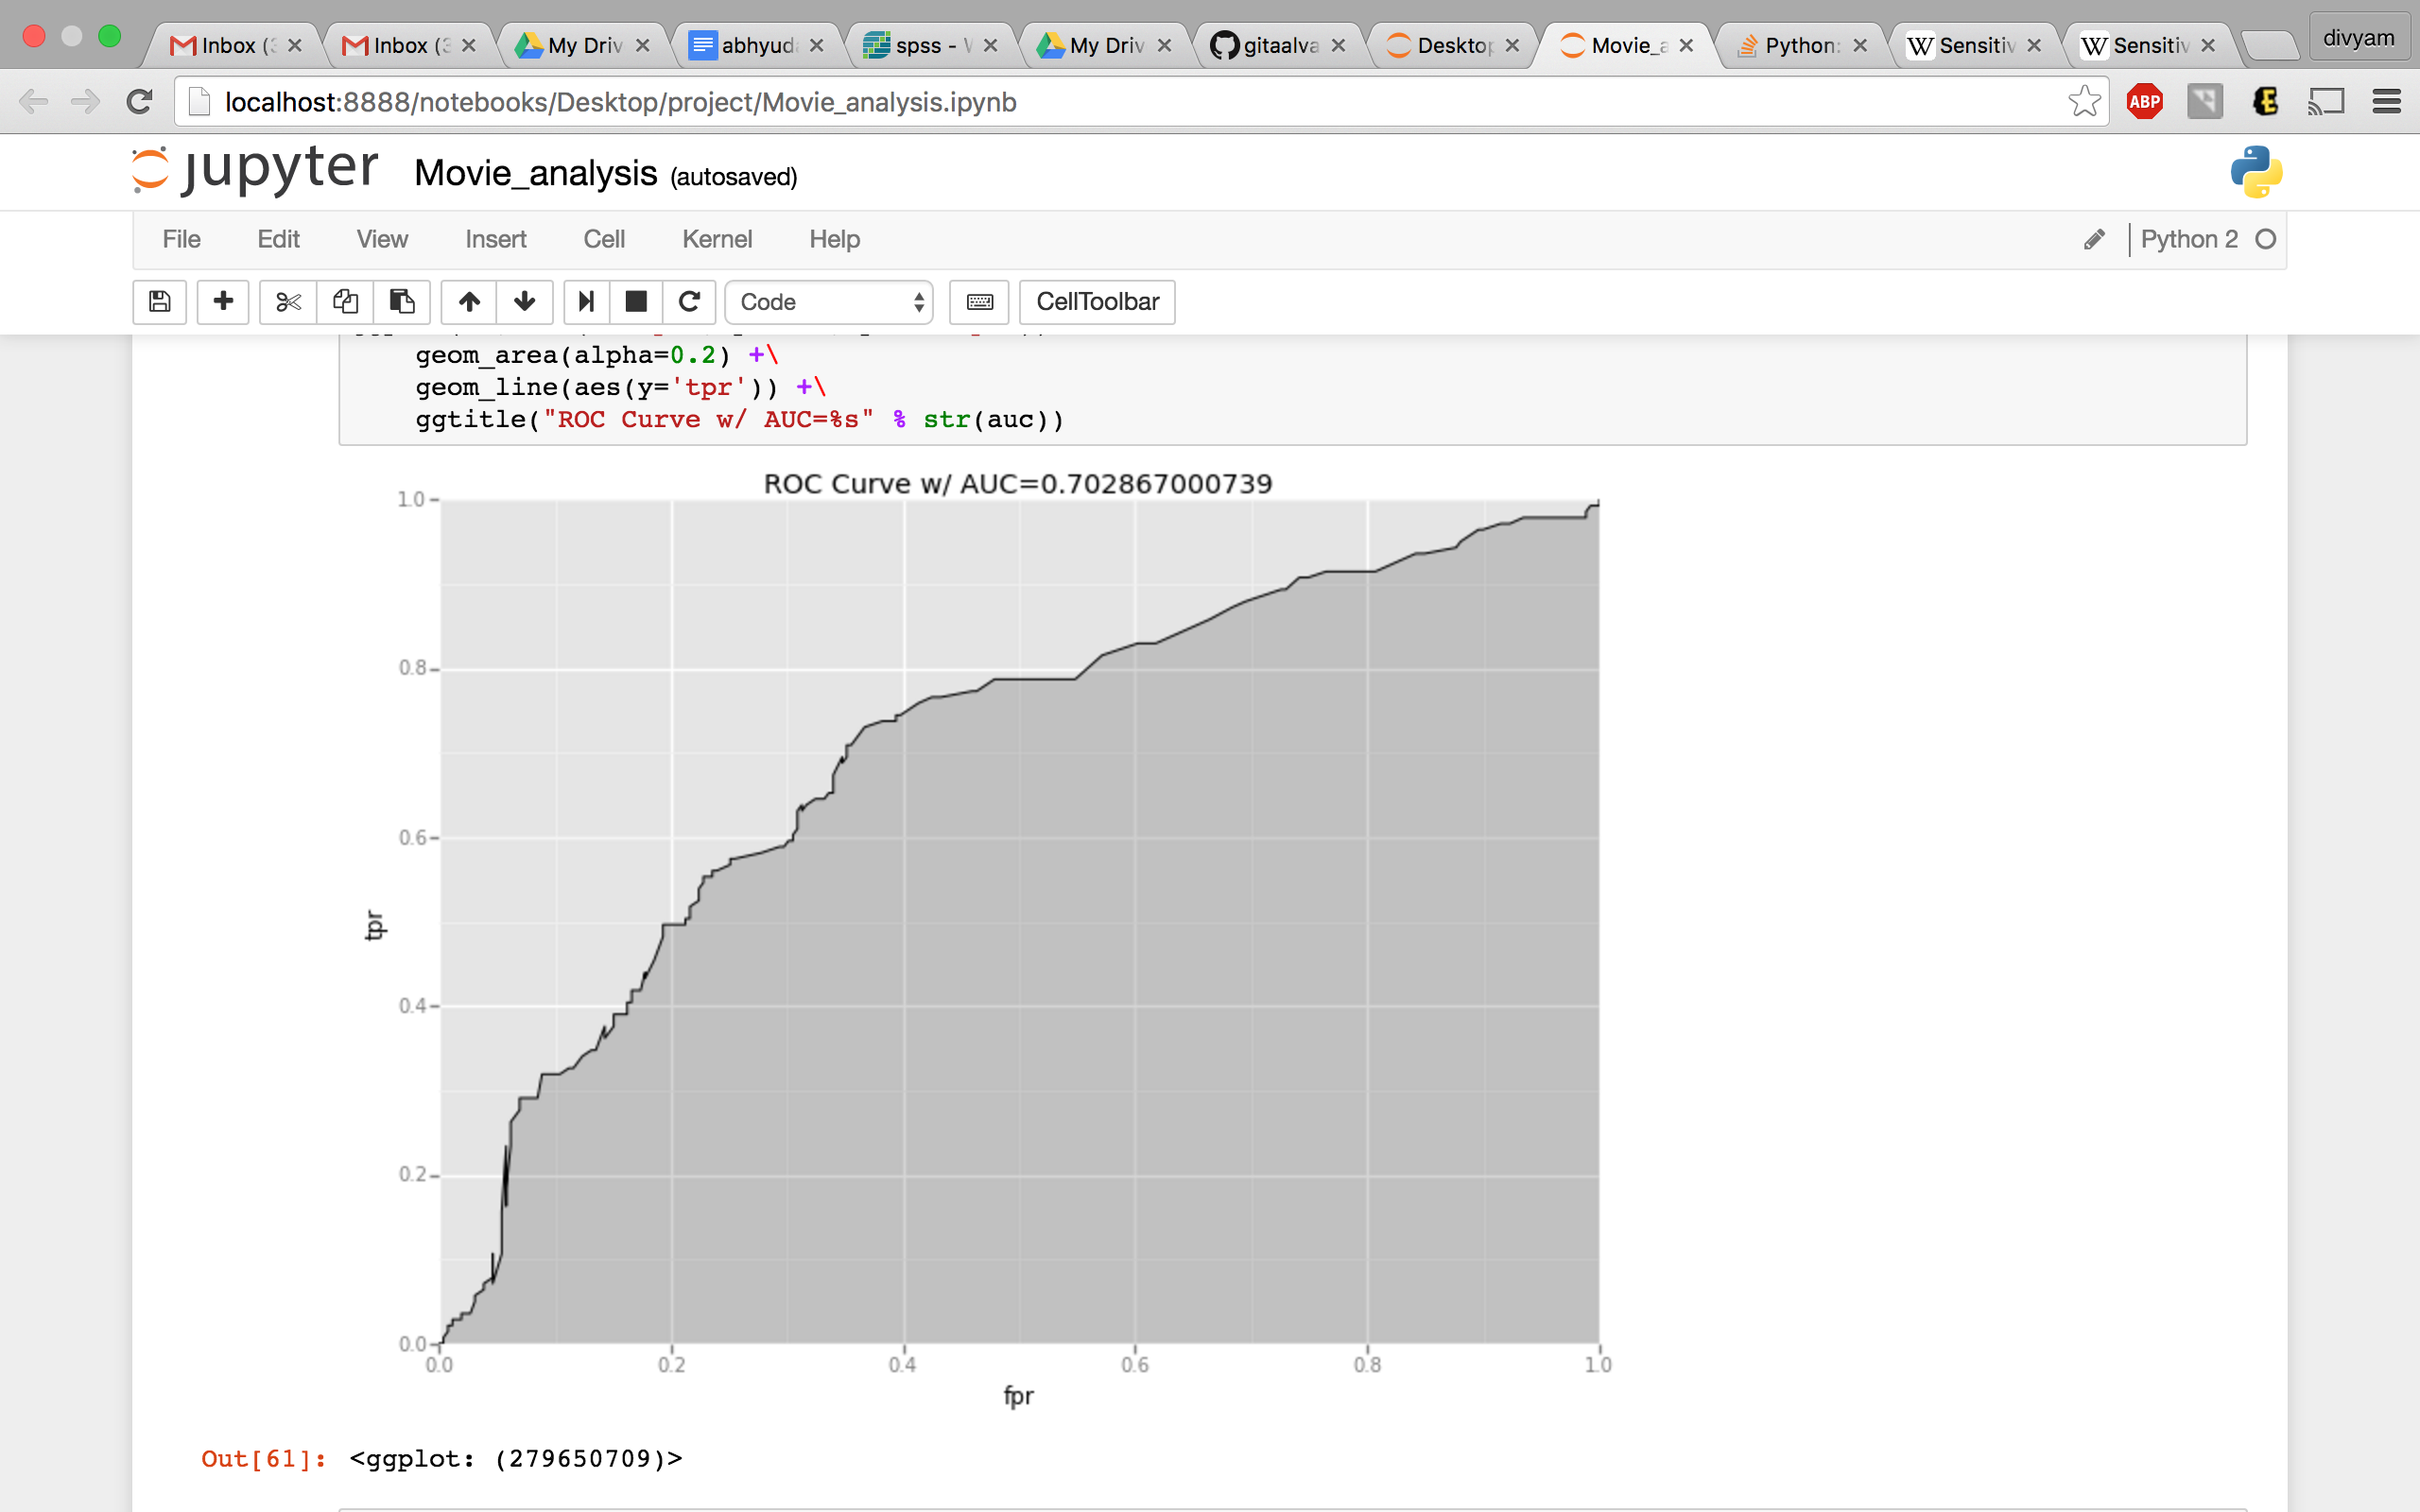 Inbox (3
Inbox (3
My Driv
abhyud
spss - V
My Driv
gitaalva
Desktop
Movie_a
Python:
Sensitiv
Sensitiv
divyam
localhost:8888/notebooks/Desktop/project/Movie_analysis.ipynb
ABP
jupyter Movie_analysis (autosaved)
File Edit View Insert Cell Kernel Help
Python 2
Code
CellToolbar
geom_area(alpha=0.2) +\
geom_line(aes(y='tpr')) +\
ggtitle("ROC Curve w/ AUC=%s" % str(auc))
ROC Curve w/ AUC=0.702867000739
1.0
0.8
0.6
tpr
0.4
0.2
0.0
0.0 0.2 0.4 0.6 0.8 1.0
fpr
Out[61]: <ggplot: (279650709)>